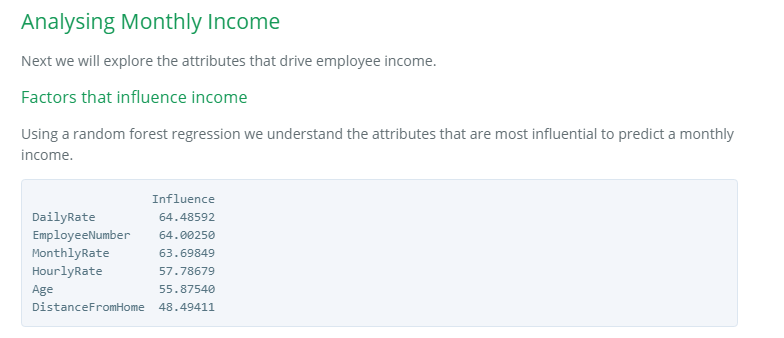 Analysing Monthly Income
Next we will explore the attributes that drive employee income.
Factors that influence income
Using a random forest regression we understand the attributes that are most influential to predict a monthly
income.
Influence
DailyRate 64.48592
EmployeeNumber 64.00250
MonthlyRate 63.69849
HourlyRate 57.78679
Age 55.87540
DistanceFromHome 48.49411